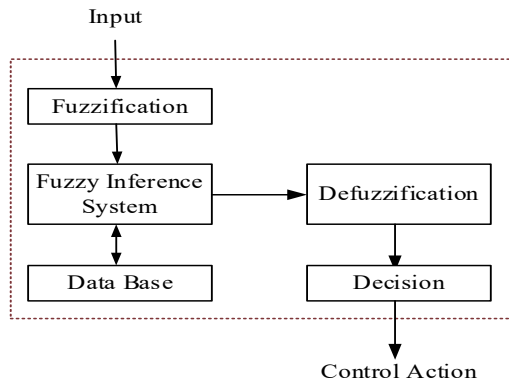 Input
Fuzzification
Fuzzy Inference
System
Defuzzification
Data Base
Decision
Control Action